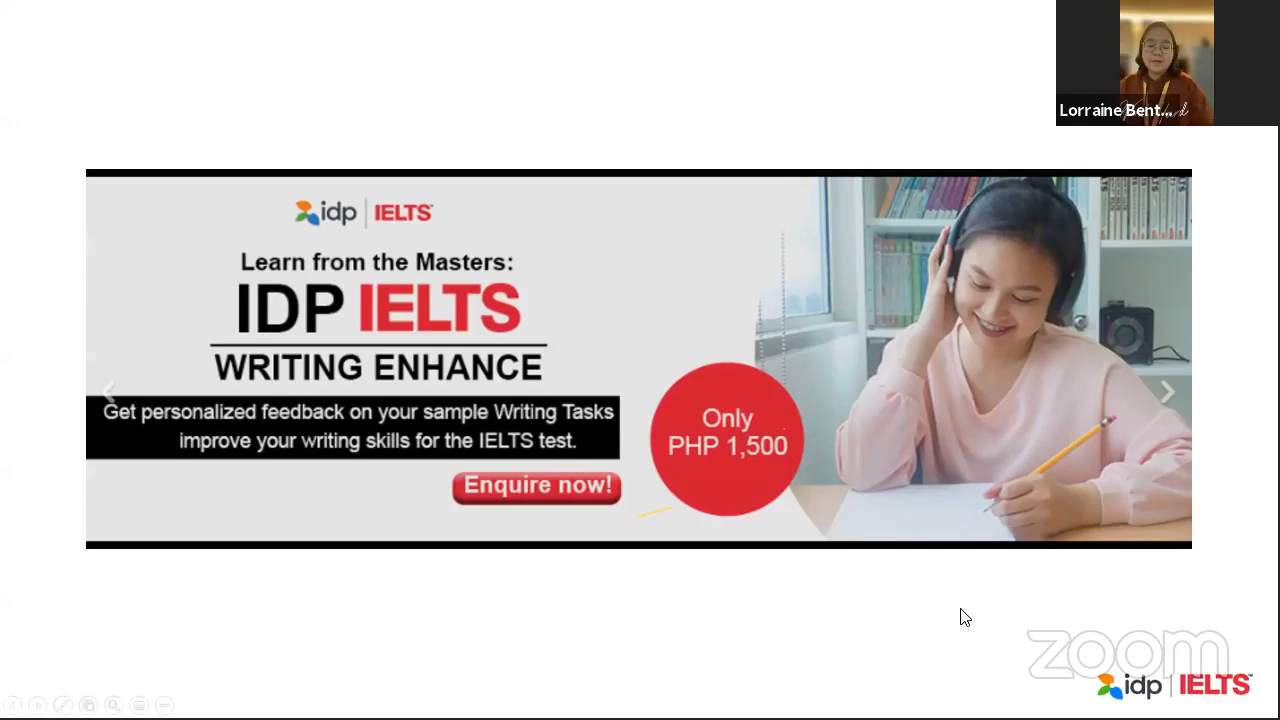 Lorraine Bent...
idp | IELTS
Learn from the Masters:
IDP IELTS
WRITING ENHANCE
Get personalized feedback on your sample Writing Tasks
improve your writing skills for the IELTS test.
Enquire now!
Only
PHP 1,500
zoom
idp | IELTS